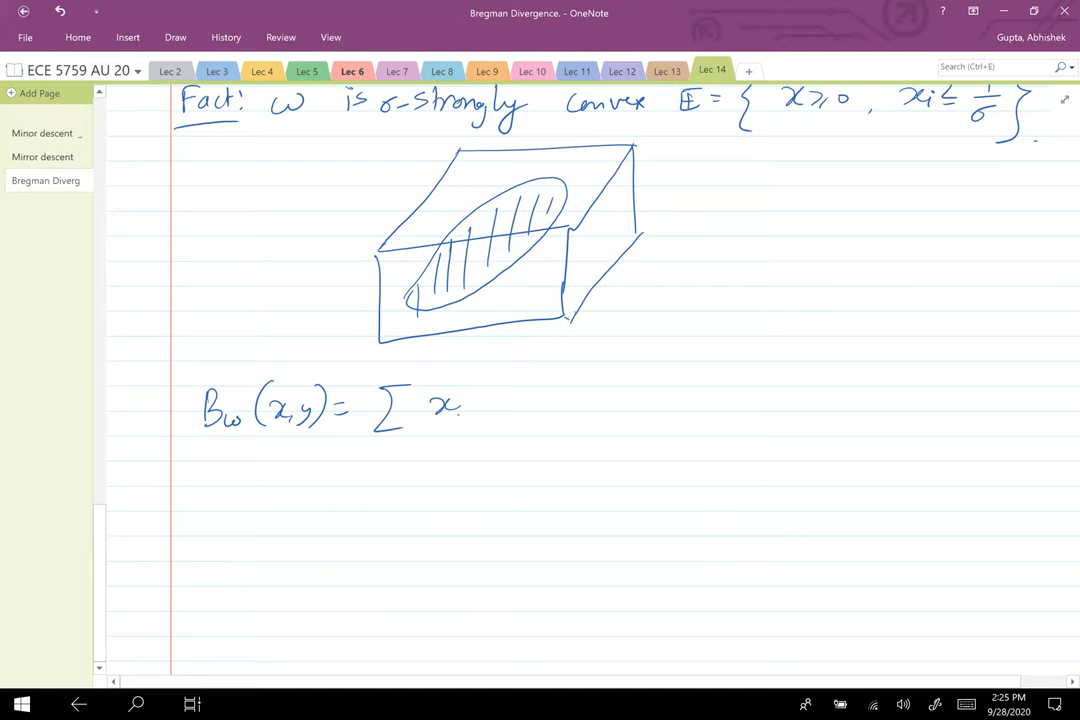 Bregman Divergence. - OneNote
Gupta, Abhishek
File Home Insert Draw History Review View
ECE 5759 AU 20 Lec 2 Lec 3 Lec 4 Lec 5 Lec 6 Lec 7 Lec 8 Lec 9 Lec 10 Lec 11 Lec 12 Lec 13 Lec 14
Search (Ctrl+E)
Add Page
Minor descent
Mirror descent
Bregman Diverg
Fact: ω is σ-strongly convex E = { x ≥ 0, xi ≤ 1/σ }.
Bω (x,y) = ∑ x
2:25 PM
9/28/2020